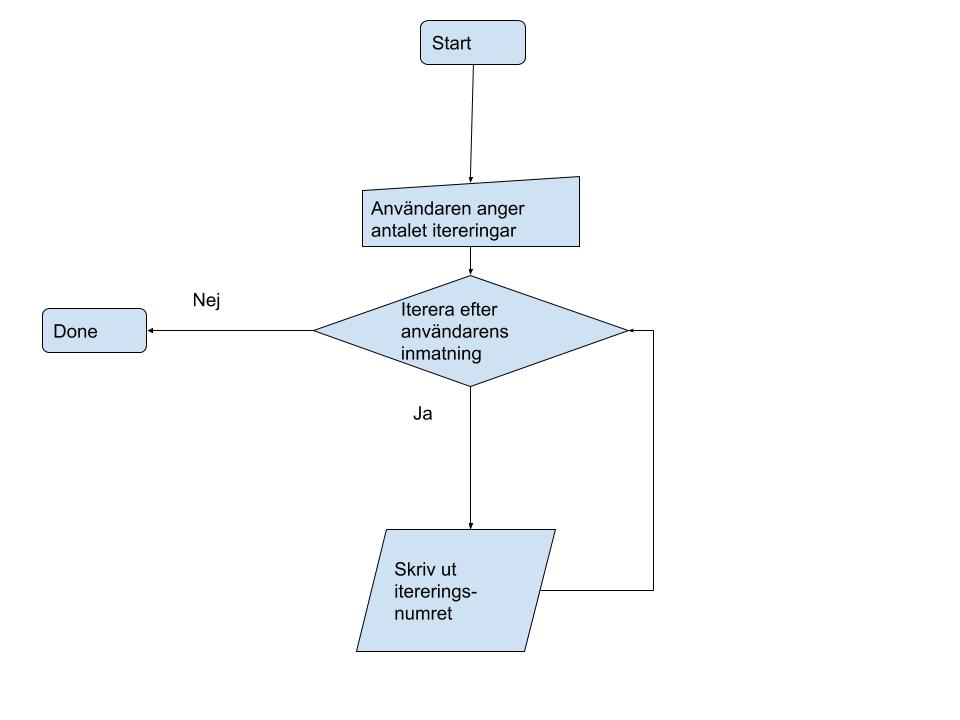 Start
Användaren anger
antalet itereringar
Nej
Iterera efter
användarens
inmatning
Done
Ja
Skriv ut
itererings-
numret